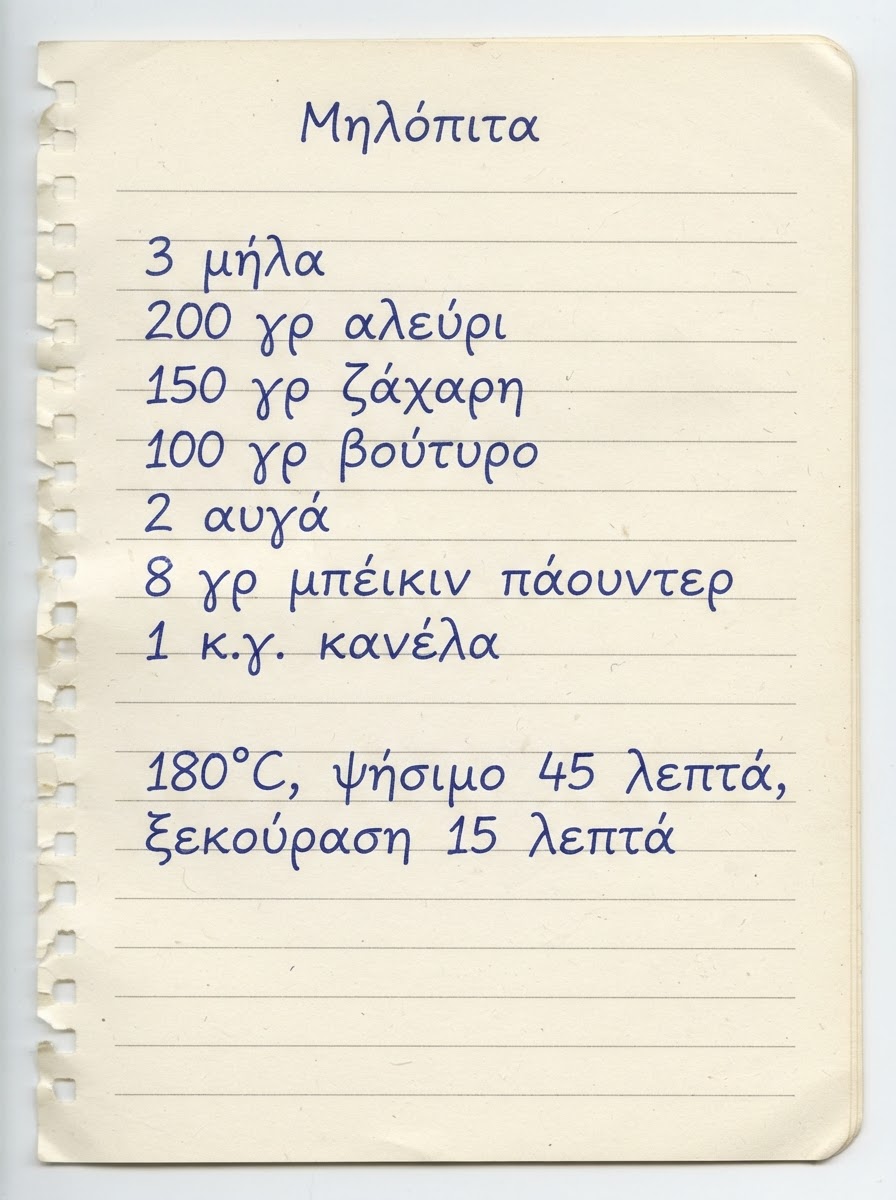 Μηλόπιτα
3 μήλα
200 γρ αλεύρι
150 γρ ζάχαρη
100 γρ βούτυρο
2 αυγά
8 γρ μπέικιν πάουντερ
1 κ.γ. κανέλα
180°C, ψήσιμο 45 λεπτά,
ξεκούραση 15 λεπτά